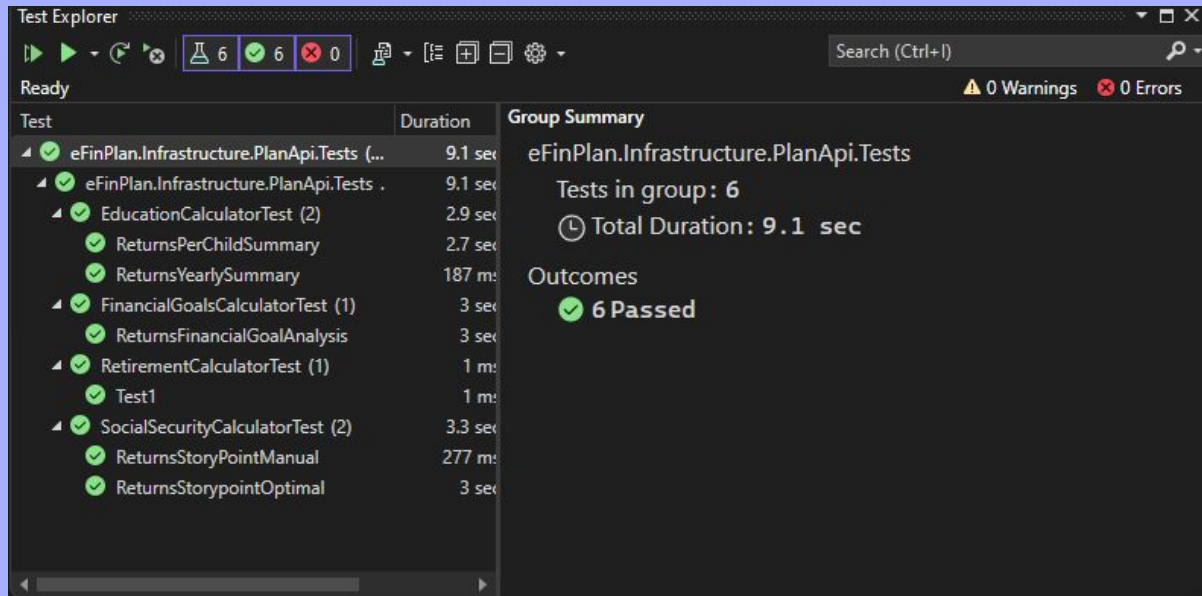 Test Explorer
6 6 0
Search (Ctrl+I)
Ready
0 Warnings 0 Errors
Test Duration
eFinPlan.Infrastructure.PlanApi.Tests (... 9.1 sec
eFinPlan.Infrastructure.PlanApi.Tests . 9.1 sec
EducationCalculatorTest (2) 2.9 sec
ReturnsPerChildSummary 2.7 sec
ReturnsYearlySummary 187 ms
FinancialGoalsCalculatorTest (1) 3 sec
ReturnsFinancialGoalAnalysis 3 sec
RetirementCalculatorTest (1) 1 ms
Test1 1 ms
SocialSecurityCalculatorTest (2) 3.3 sec
ReturnsStoryPointManual 277 ms
ReturnsStorypointOptimal 3 sec
Group Summary
eFinPlan.Infrastructure.PlanApi.Tests
Tests in group: 6
Total Duration: 9.1 sec
Outcomes
6 Passed